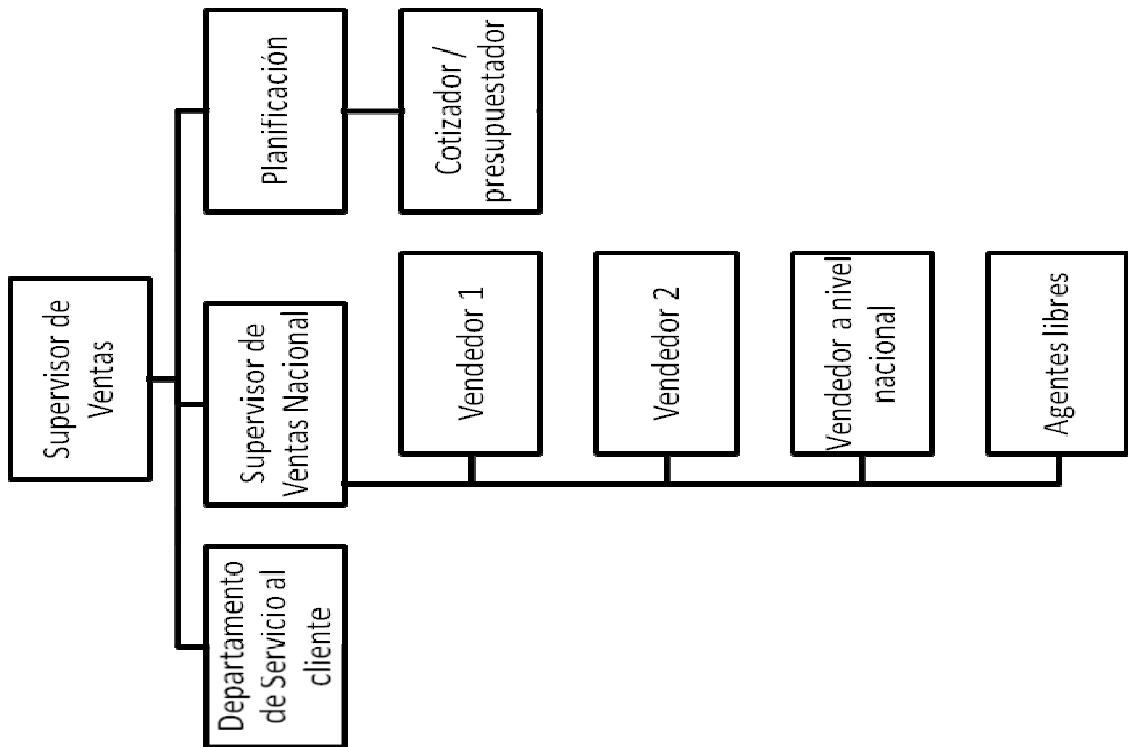 Supervisor de
Ventas
Departamento
de Servicio al
cliente
Supervisor de
Ventas Nacional
Planificación
Vendedor 1
Vendedor 2
Vendedor a nivel
nacional
Agentes libres
Cotizador /
presupuestador